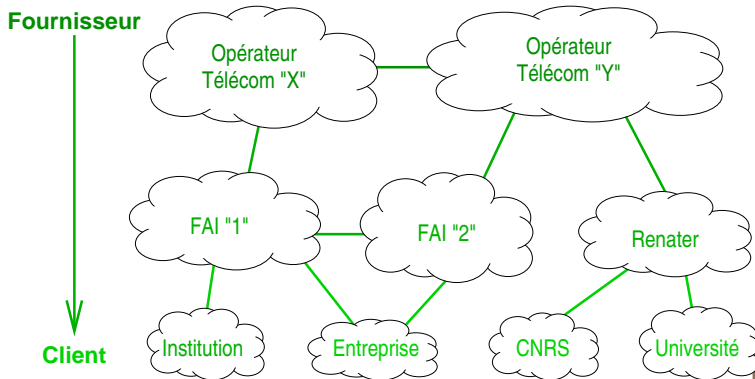 Fournisseur
Opérateur
Télécom "X"
Opérateur
Télécom "Y"
FAI "1"
FAI "2"
Renater
Client
Institution
Entreprise
CNRS
Université